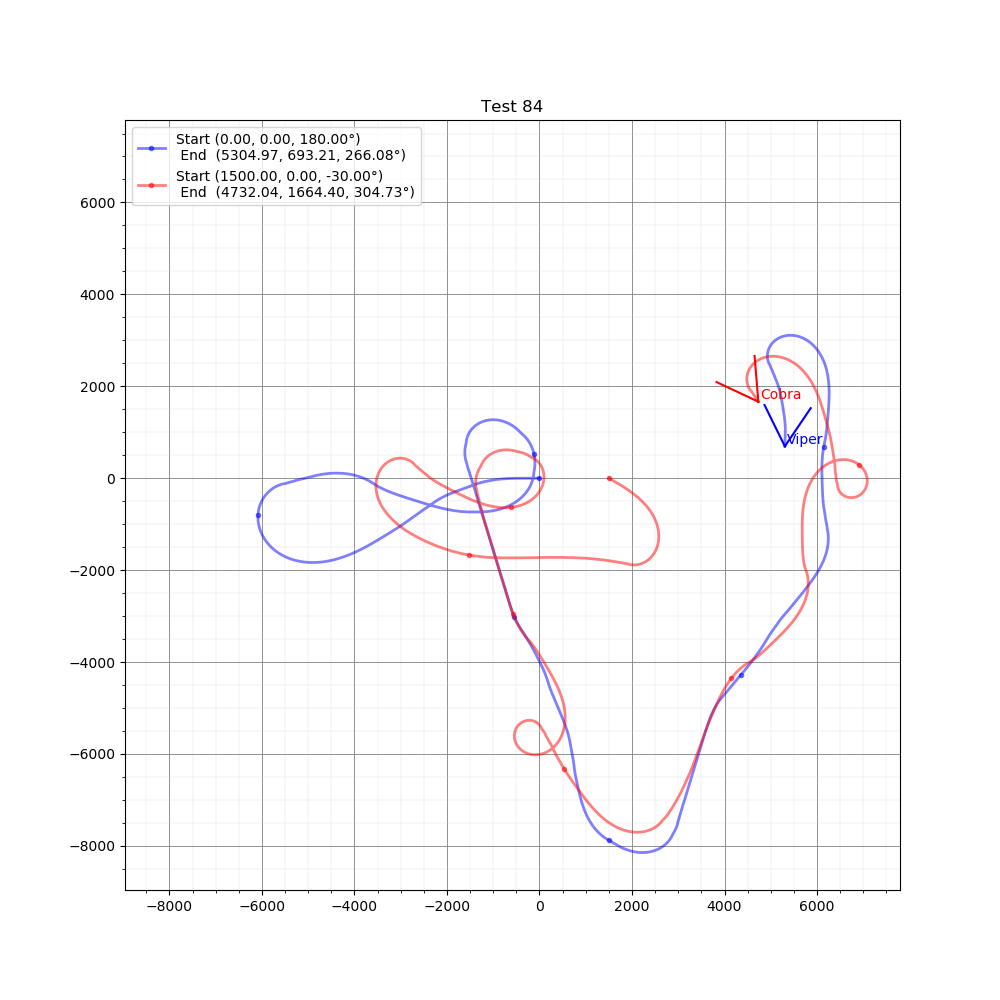 Test 84
Start (0.00, 0.00, 180.00°)
End  (5304.97, 693.21, 266.08°)
Start (1500.00, 0.00, -30.00°)
End  (4732.04, 1664.40, 304.73°)
6000
4000
2000
0
−2000
−4000
−6000
−8000
Cobra
Viper
−8000 −6000 −4000 −2000 0 2000 4000 6000